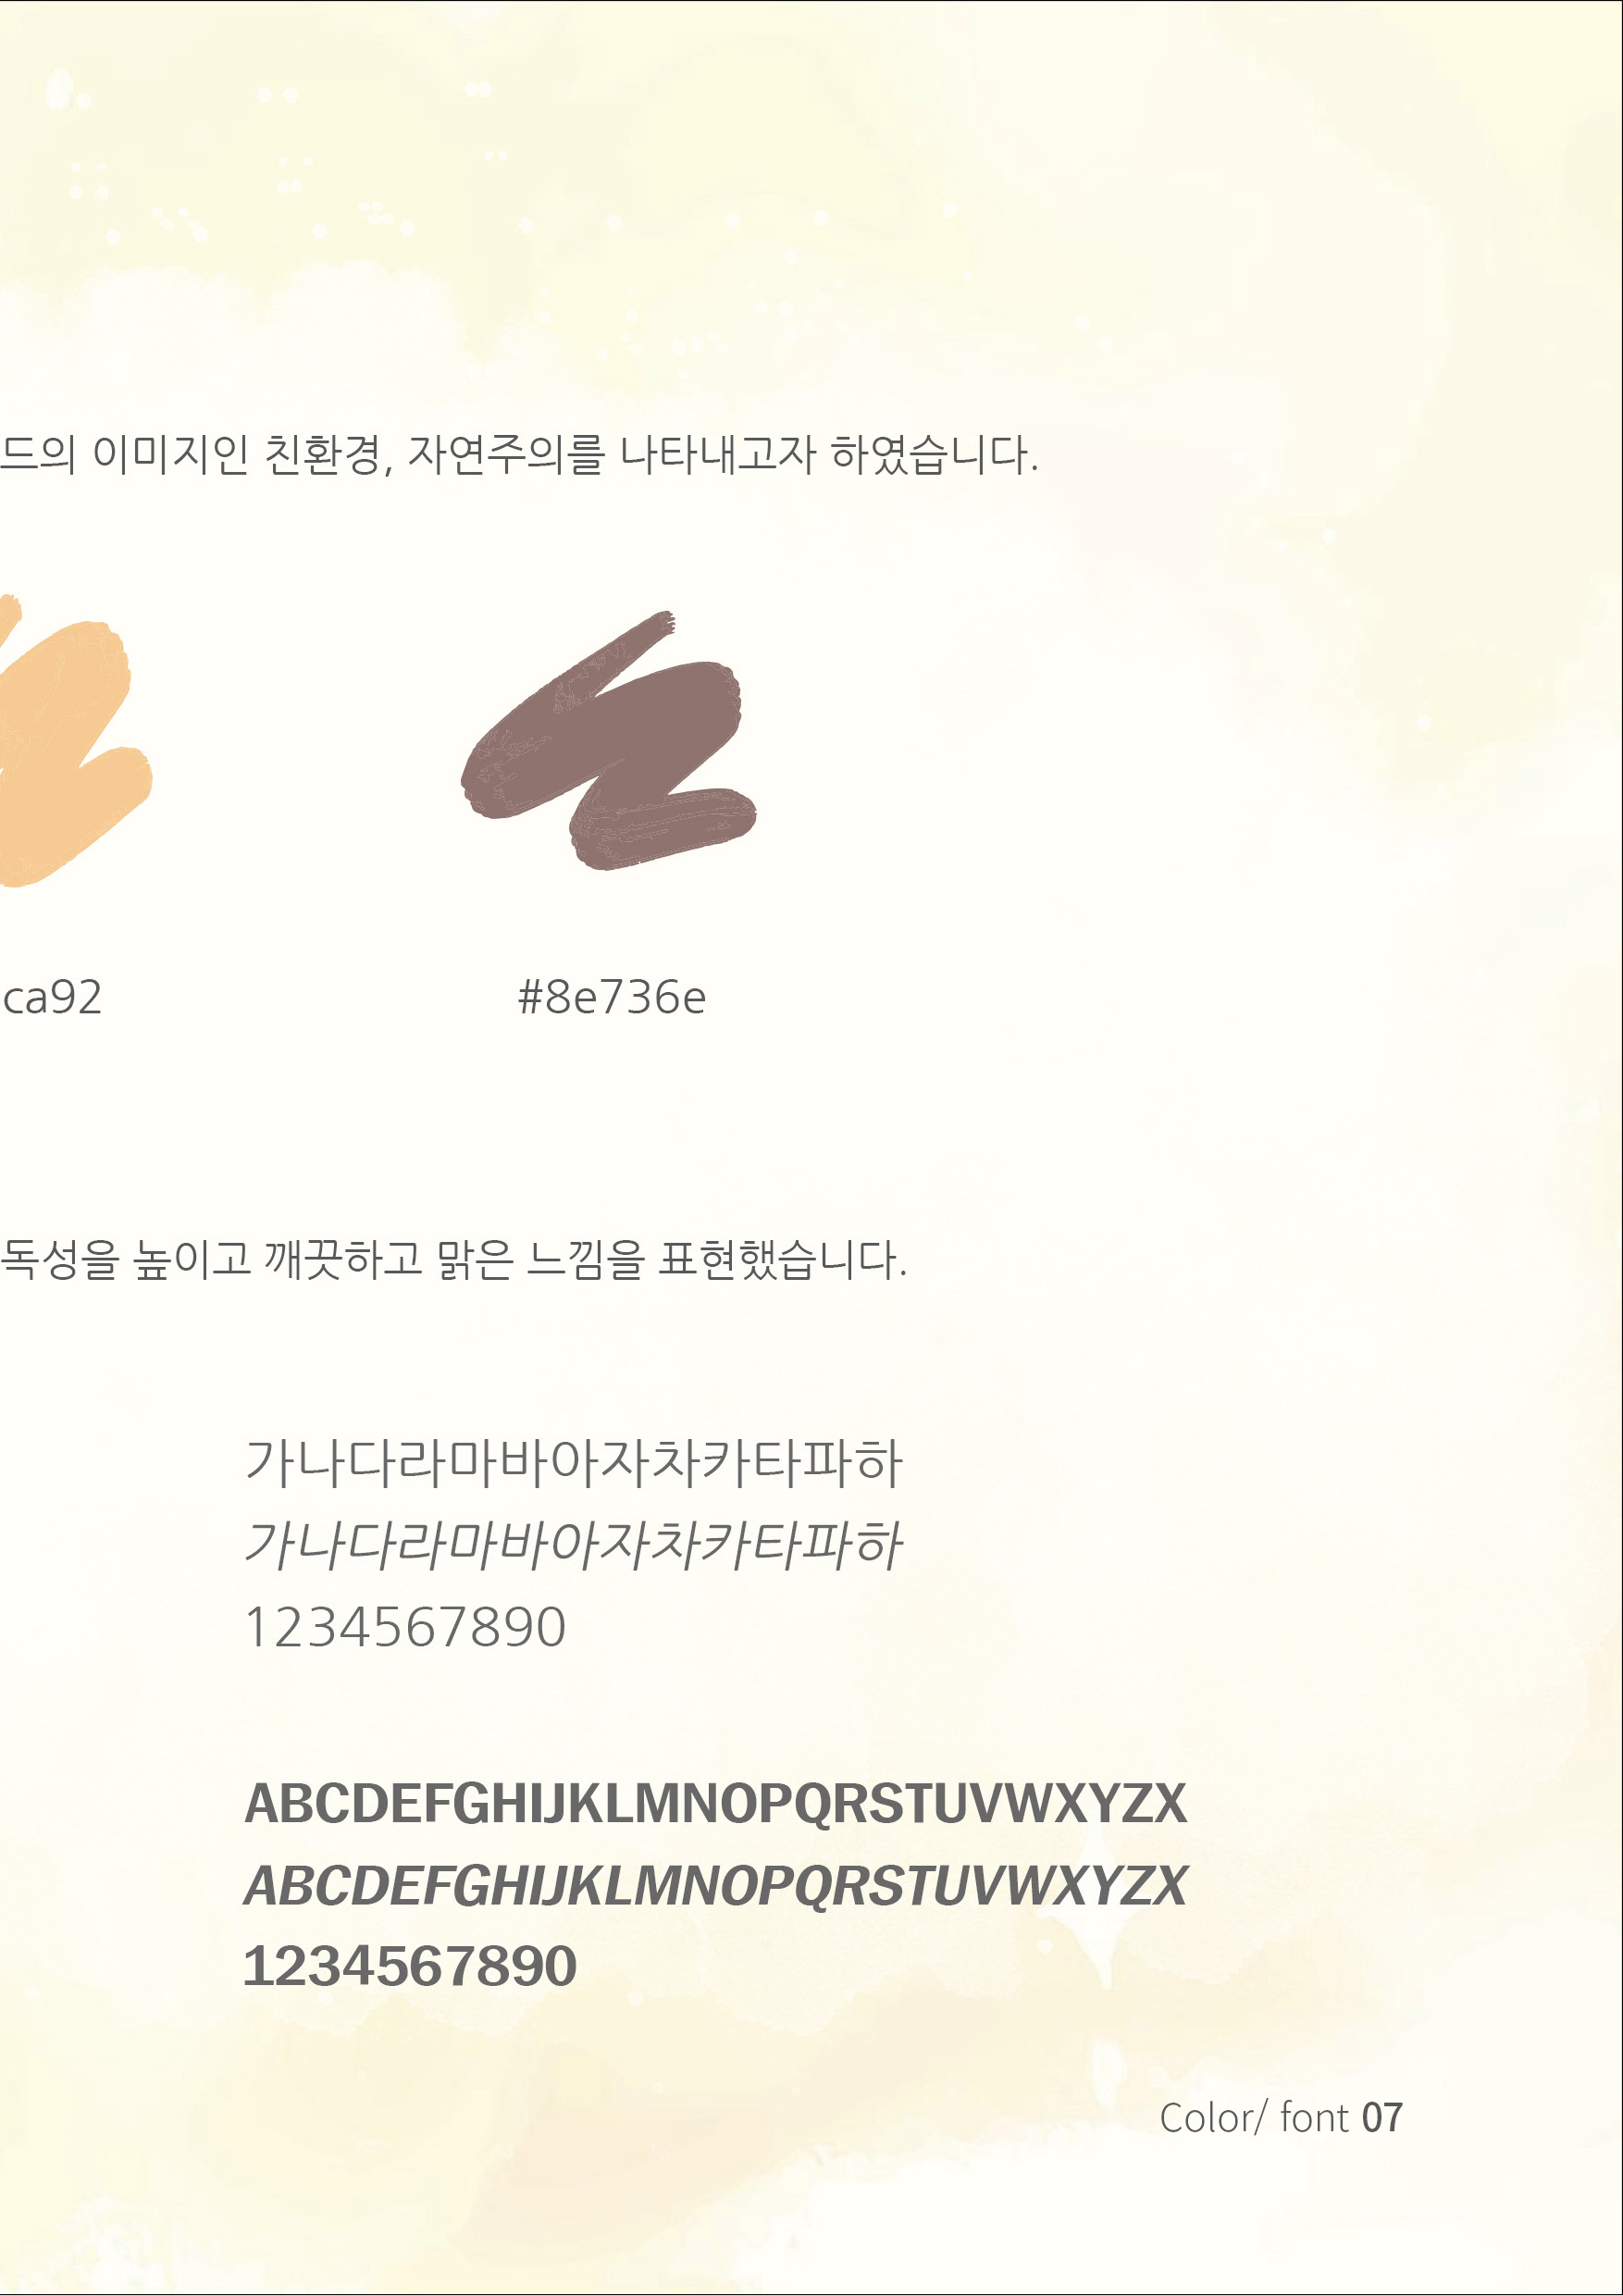 드의 이미지인 친환경, 자연주의를 나타내고자 하였습니다.
ca92
#8e736e
독성을 높이고 깨끗하고 맑은 느낌을 표현했습니다.
가나다라마바아자차카타파하
가나다라마바아자차카타파하
1234567890
ABCDEFGHIJKLMNOPQRSTUVWXYZX
ABCDEFGHIJKLMNOPQRSTUVWXYZX
1234567890
Color/ font 07